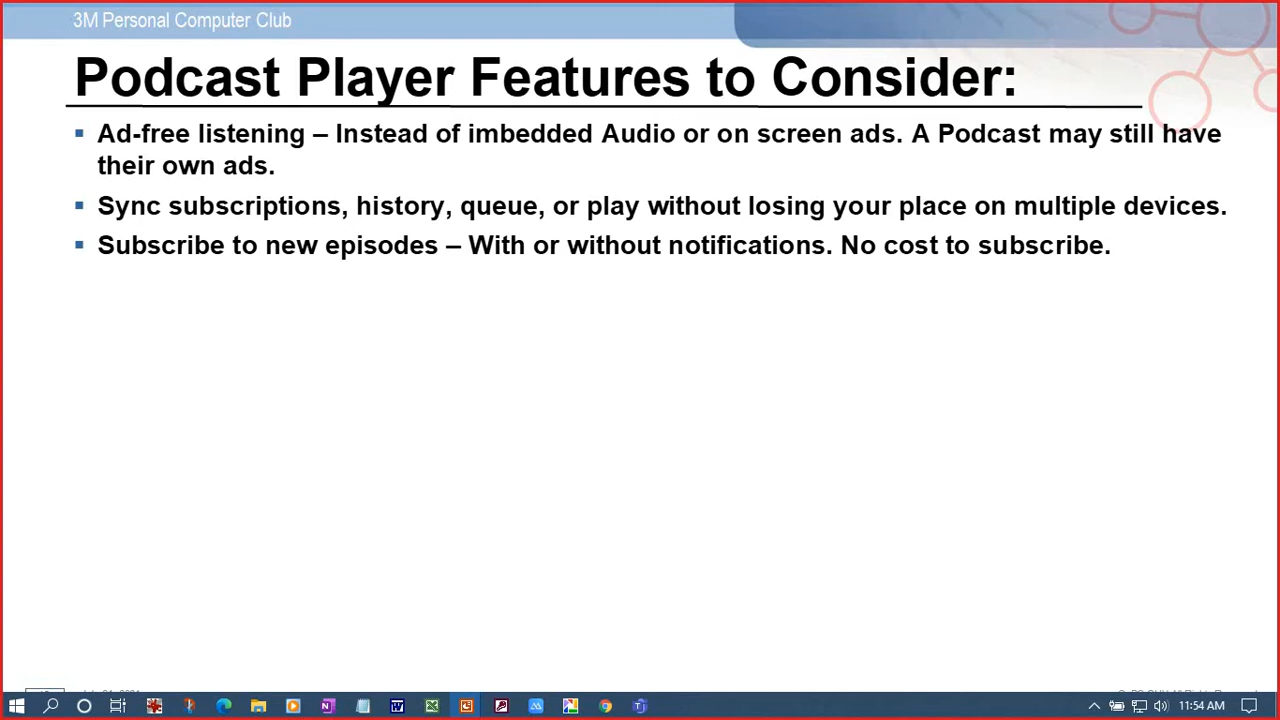 3M Personal Computer Club
Podcast Player Features to Consider:
▪ Ad-free listening – Instead of imbedded Audio or on screen ads. A Podcast may still have
their own ads.
▪ Sync subscriptions, history, queue, or play without losing your place on multiple devices.
▪ Subscribe to new episodes – With or without notifications. No cost to subscribe.
11:54 AM